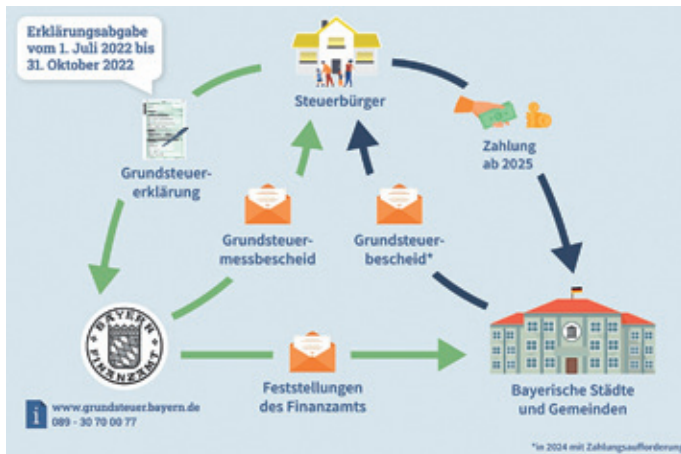 Erklärungsabgabe
vom 1. Juli 2022 bis
31. Oktober 2022
Steuerbürger
Grundsteuer-
erklärung
Zahlung
ab 2025
Grundsteuer-
messbescheid
Grundsteuer-
bescheid*
BAYERN
FINANZAMT
Feststellungen
des Finanzamts
Bayerische Städte
und Gemeinden
www.grundsteuer.bayern.de
089 - 30 70 00 77
*in 2024 mit Zahlungsaufforderung